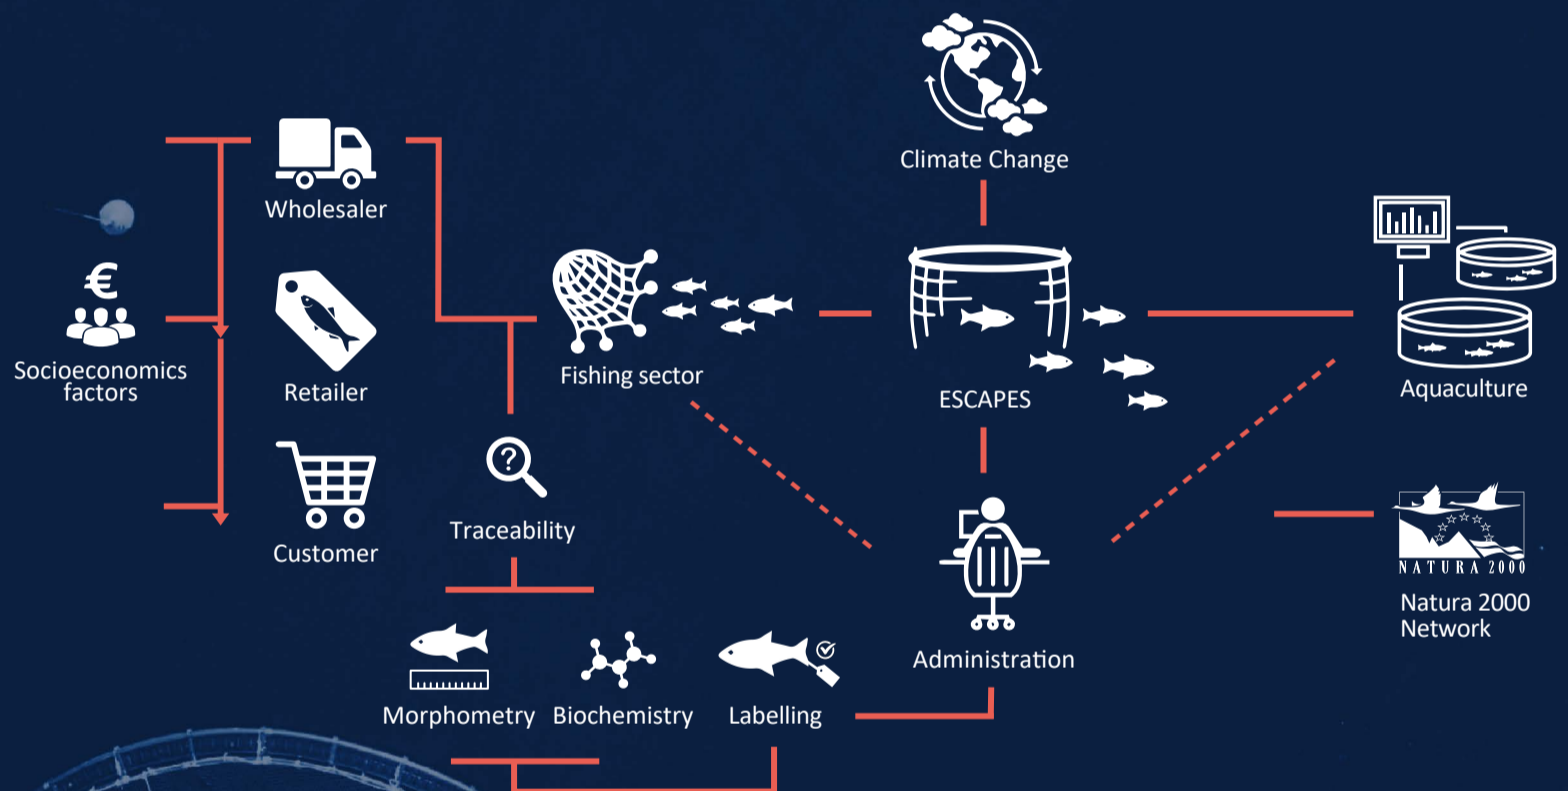 Climate Change
Wholesaler
€
Socioeconomics
factors
Retailer
Customer
Fishing sector
ESCAPES
Aquaculture
?
Traceability
NATURA 2000
Natura 2000
Network
Administration
Morphometry
Biochemistry
Labelling